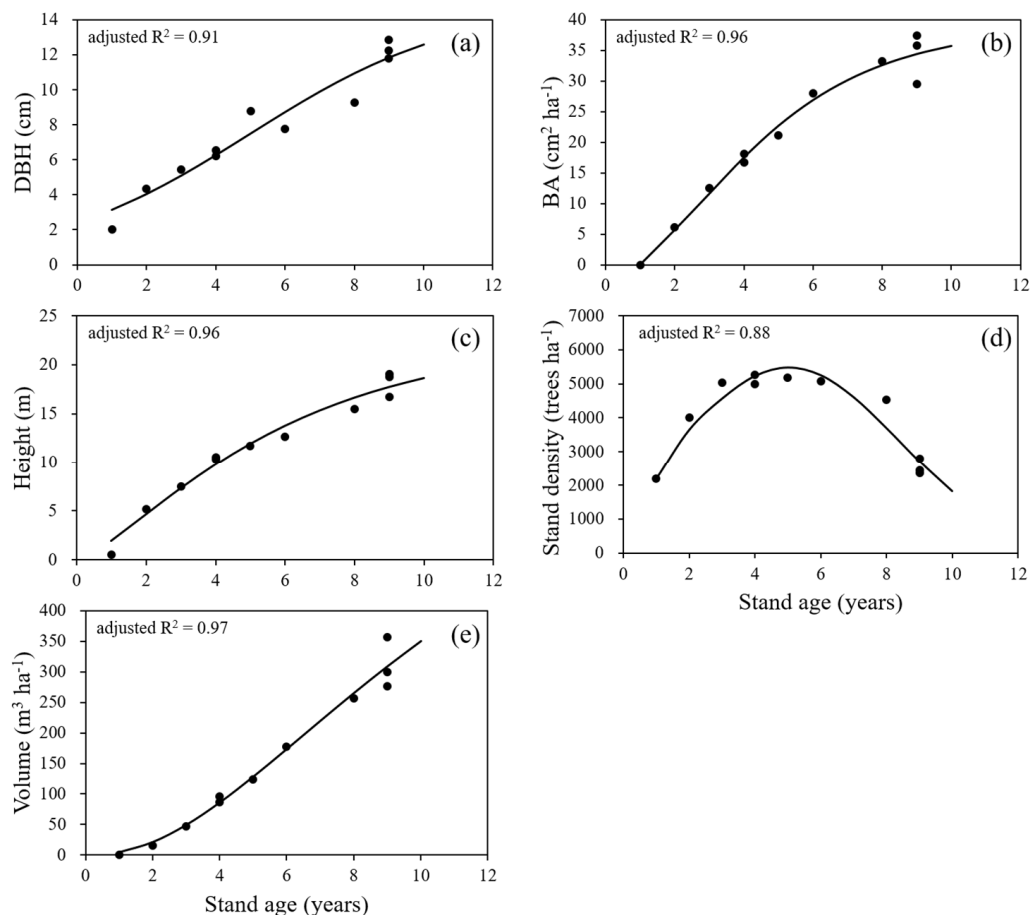 adjusted R² = 0.91
(a)
DBH (cm)
14
12
10
8
6
4
2
0
0 2 4 6 8 10 12
adjusted R² = 0.96
(b)
BA (cm² ha⁻¹)
40
35
30
25
20
15
10
5
0
0 2 4 6 8 10 12
adjusted R² = 0.96
(c)
Height (m)
25
20
15
10
5
0
0 2 4 6 8 10 12
adjusted R² = 0.88
(d)
Stand density (trees ha⁻¹)
7000
6000
5000
4000
3000
2000
1000
0
0 2 4 6 8 10 12
Stand age (years)
adjusted R² = 0.97
(e)
Volume (m³ ha⁻¹)
400
350
300
250
200
150
100
50
0
0 2 4 6 8 10 12
Stand age (years)